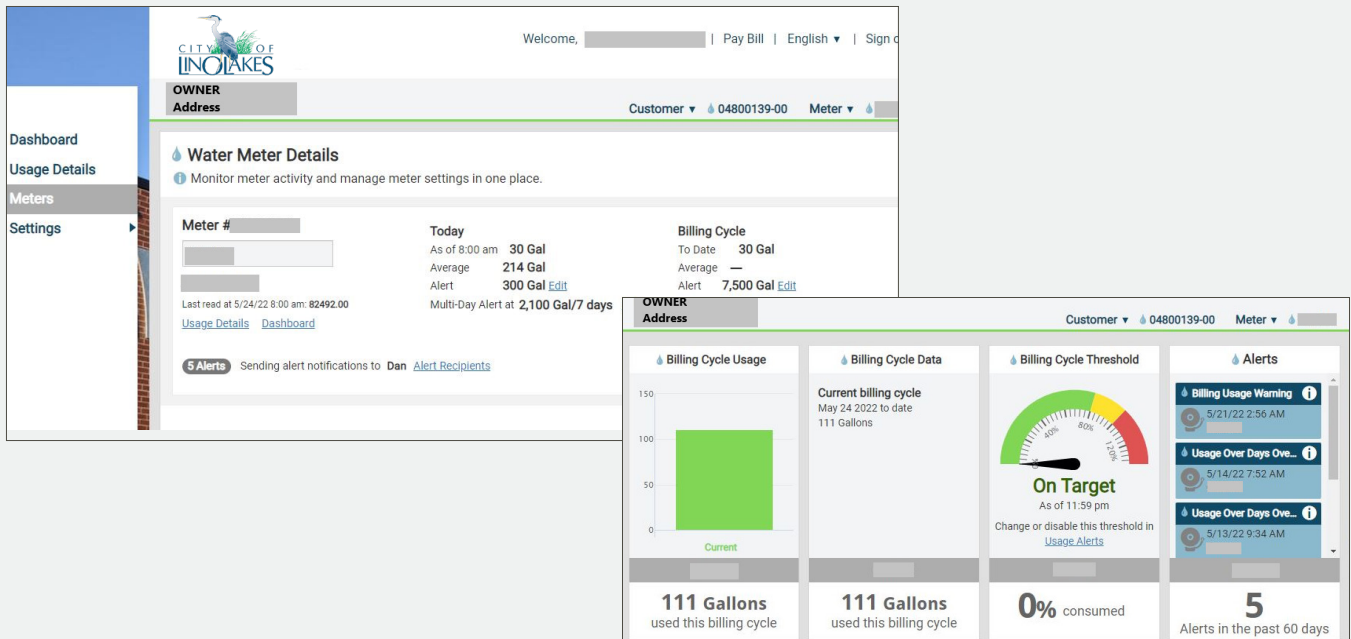 CITY OF
LINO LAKES
Welcome, | Pay Bill | English ▾ | Sign
OWNER
Address
Customer ▾ 04800139-00 Meter ▾
Dashboard
Usage Details
Meters
Settings
Water Meter Details
Monitor meter activity and manage meter settings in one place.
Meter #
Last read at 5/24/22 8:00 am: 82492.00
Usage Details Dashboard
Today
As of 8:00 am 30 Gal
Average 214 Gal
Alert 300 Gal Edit
Multi-Day Alert at 2,100 Gal/7 days
Billing Cycle
To Date 30 Gal
Average —
Alert 7,500 Gal Edit
5 Alerts Sending alert notifications to Dan Alert Recipients
OWNER
Address
Customer ▾ 04800139-00 Meter ▾
Billing Cycle Usage
150
100
50
0
Current
111 Gallons
used this billing cycle
Billing Cycle Data
Current billing cycle
May 24 2022 to date
111 Gallons
111 Gallons
used this billing cycle
Billing Cycle Threshold
40%
80%
120%
On Target
As of 11:59 pm
Change or disable this threshold in
Usage Alerts
0% consumed
Alerts
Billing Usage Warning
5/21/22 2:56 AM
Usage Over Days Ove...
5/14/22 7:52 AM
Usage Over Days Ove...
5/13/22 9:34 AM
5
Alerts in the past 60 days